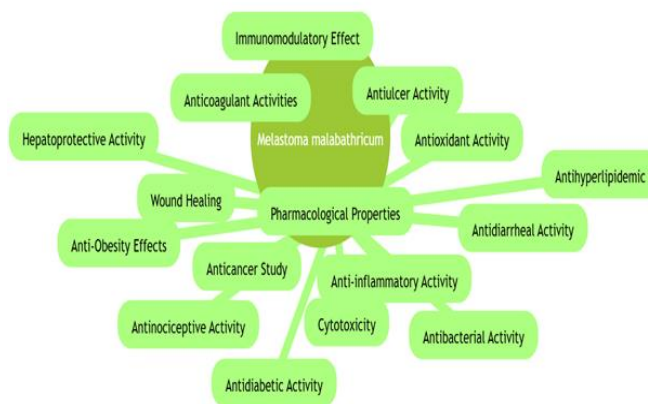 Immunomodulatory Effect
Anticoagulant Activities
Antiulcer Activity
Hepatoprotective Activity
Melastoma malabathricum
Antioxidant Activity
Antihyperlipidemic
Wound Healing
Pharmacological Properties
Anti-Obesity Effects
Antidiarrheal Activity
Anticancer Study
Anti-inflammatory Activity
Antinociceptive Activity
Cytotoxicity
Antibacterial Activity
Antidiabetic Activity